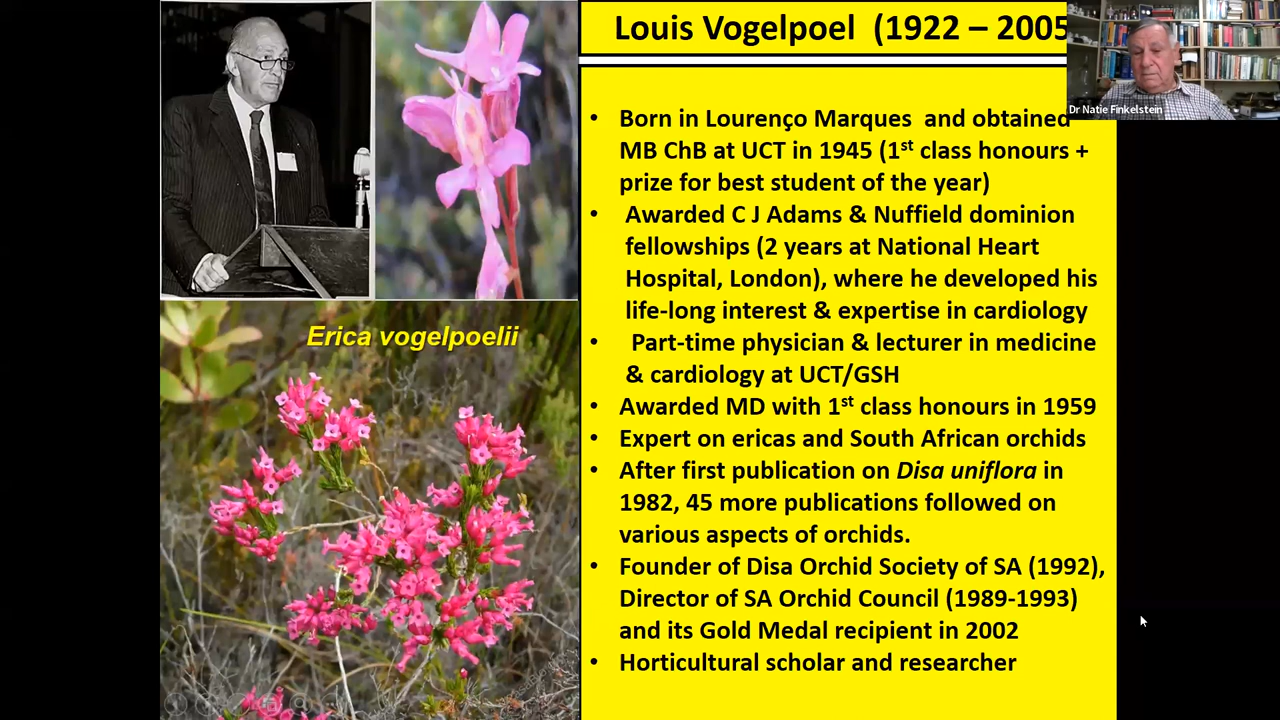 Louis Vogelpoel (1922 – 2005
Dr Natie Finkelstein
• Born in Lourenço Marques and obtained
MB ChB at UCT in 1945 (1st class honours +
prize for best student of the year)
• Awarded C J Adams & Nuffield dominion
fellowships (2 years at National Heart
Hospital, London), where he developed his
life-long interest & expertise in cardiology
• Part-time physician & lecturer in medicine
& cardiology at UCT/GSH
• Awarded MD with 1st class honours in 1959
• Expert on ericas and South African orchids
• After first publication on Disa uniflora in
1982, 45 more publications followed on
various aspects of orchids.
• Founder of Disa Orchid Society of SA (1992),
Director of SA Orchid Council (1989-1993)
and its Gold Medal recipient in 2002
• Horticultural scholar and researcher
Erica vogelpoelii